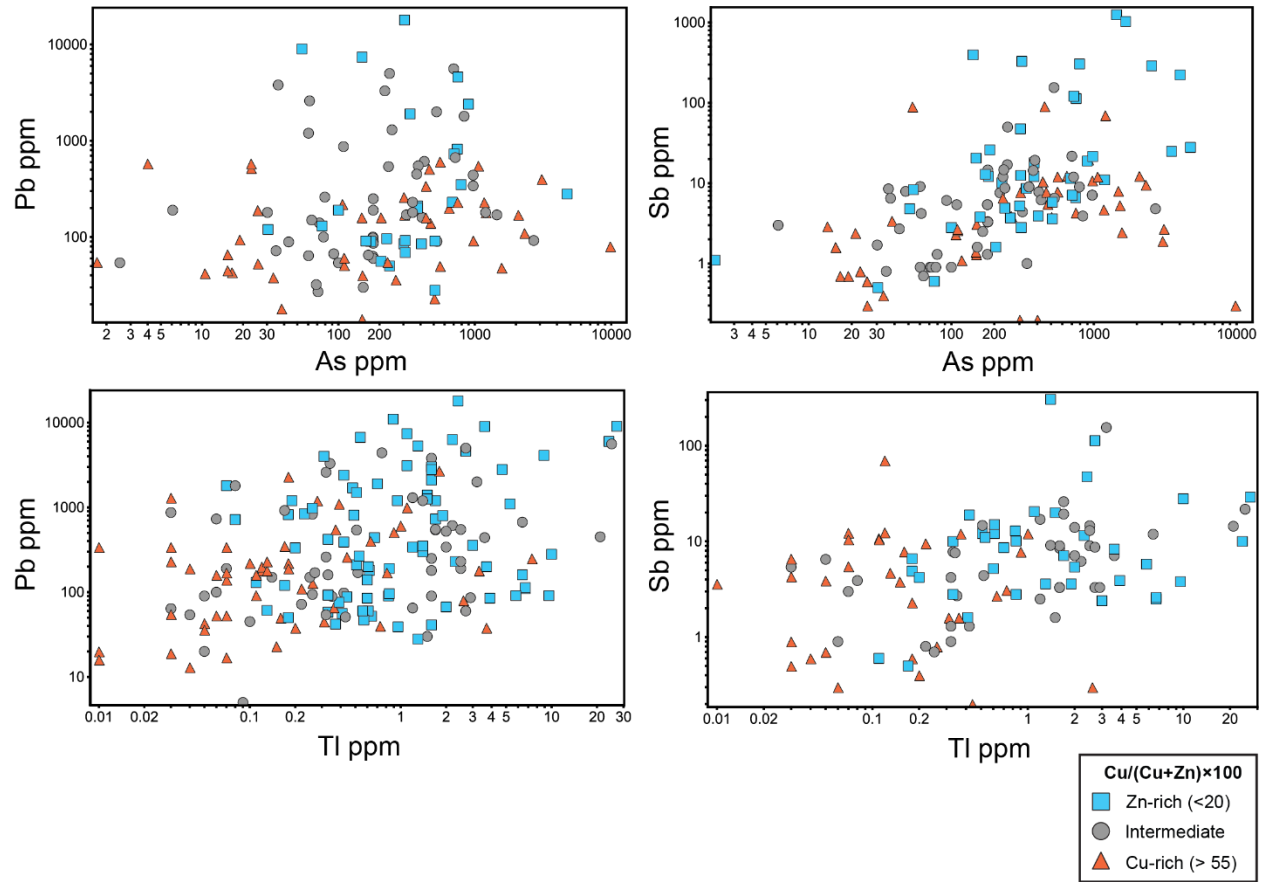 10000
1000
100
Pb ppm
2 3 4 5 10 20 30 100 200 1000 10000
As ppm
1000
100
10
1
Sb ppm
3 4 5 10 30 100 200 1000 10000
As ppm
10000
1000
100
10
Pb ppm
0.01 0.02 0.1 0.2 1 2 3 4 5 10 20 30
Tl ppm
100
10
1
Sb ppm
0.01 0.02 0.1 0.2 1 2 3 4 5 10 20
Tl ppm
Cu/(Cu+Zn)×100
Zn-rich (<20)
Intermediate
Cu-rich (> 55)